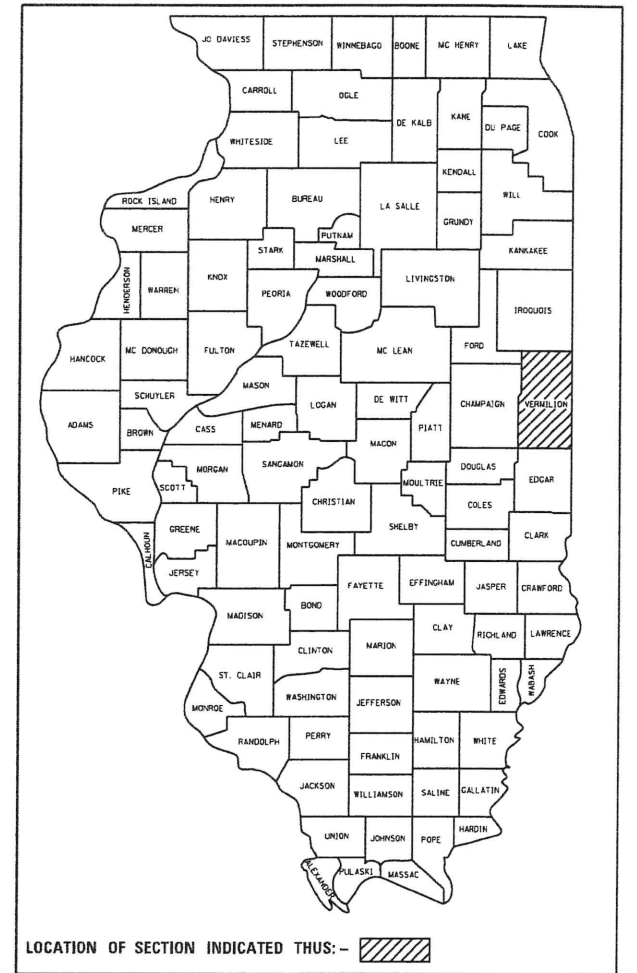 JO DAVIESS
STEPHENSON
WINNEBAGO
BOONE
MC HENRY
LAKE
CARROLL
OGLE
DE KALB
KANE
DU PAGE
COOK
WHITESIDE
LEE
KENDALL
WILL
ROCK ISLAND
HENRY
BUREAU
LA SALLE
GRUNDY
MERCER
PUTNAM
KANKAKEE
STARK
MARSHALL
HENDERSON
WARREN
KNOX
PEORIA
WOODFORD
LIVINGSTON
IROQUOIS
TAZEWELL
MC LEAN
FORD
HANCOCK
MC DONOUGH
FULTON
MASON
VERMILION
SCHUYLER
LOGAN
DE WITT
CHAMPAIGN
ADAMS
BROWN
CASS
MENARD
PIATT
MACON
MORGAN
SANGAMON
DOUGLAS
EDGAR
PIKE
SCOTT
MOULTRIE
CHRISTIAN
COLES
GREENE
SHELBY
CALHOUN
MACOUPIN
MONTGOMERY
CUMBERLAND
CLARK
JERSEY
FAYETTE
EFFINGHAM
JASPER
CRAWFORD
MADISON
BOND
CLAY
RICHLAND
LAWRENCE
CLINTON
MARION
ST. CLAIR
WAYNE
EDWARDS
WABASH
WASHINGTON
JEFFERSON
MONROE
RANDOLPH
PERRY
HAMILTON
WHITE
FRANKLIN
JACKSON
WILLIAMSON
SALINE
GALLATIN
UNION
JOHNSON
POPE
HARDIN
ALEXANDER
PULASKI
MASSAC
LOCATION OF SECTION INDICATED THUS: -